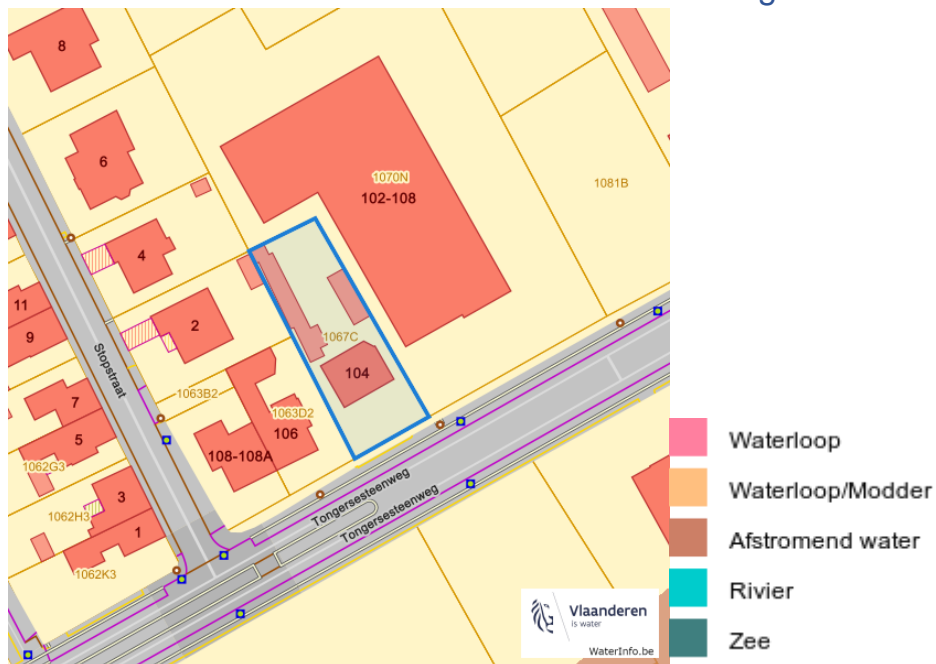 8
6
1070N
102-108
1081B
4
11
9
2
Stopstraat
1067C
104
1063B2
7
5
1063D2
106
108-108A
1062G3
3
1062H3
1
1062K3
Tongersesteenweg
Tongersesteenweg
Vlaanderen
is water
WaterInfo.be
Waterloop
Waterloop/Modder
Afstromend water
Rivier
Zee